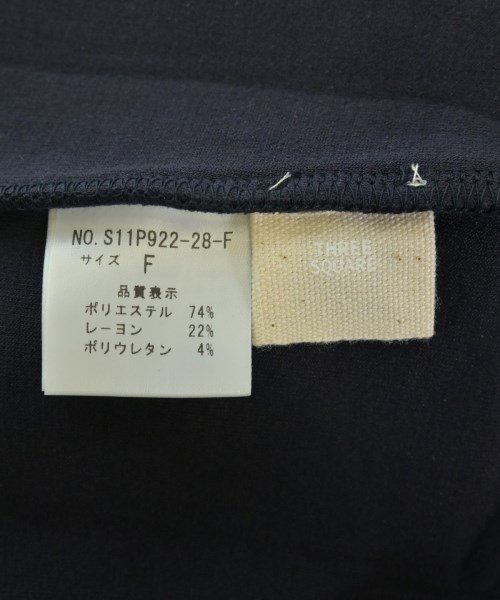 NO. S11P922-28-F
サイズ F
品質表示
ポリエステル 74%
レーヨン 22%
ポリウレタン 4%
THREE
SQUARE